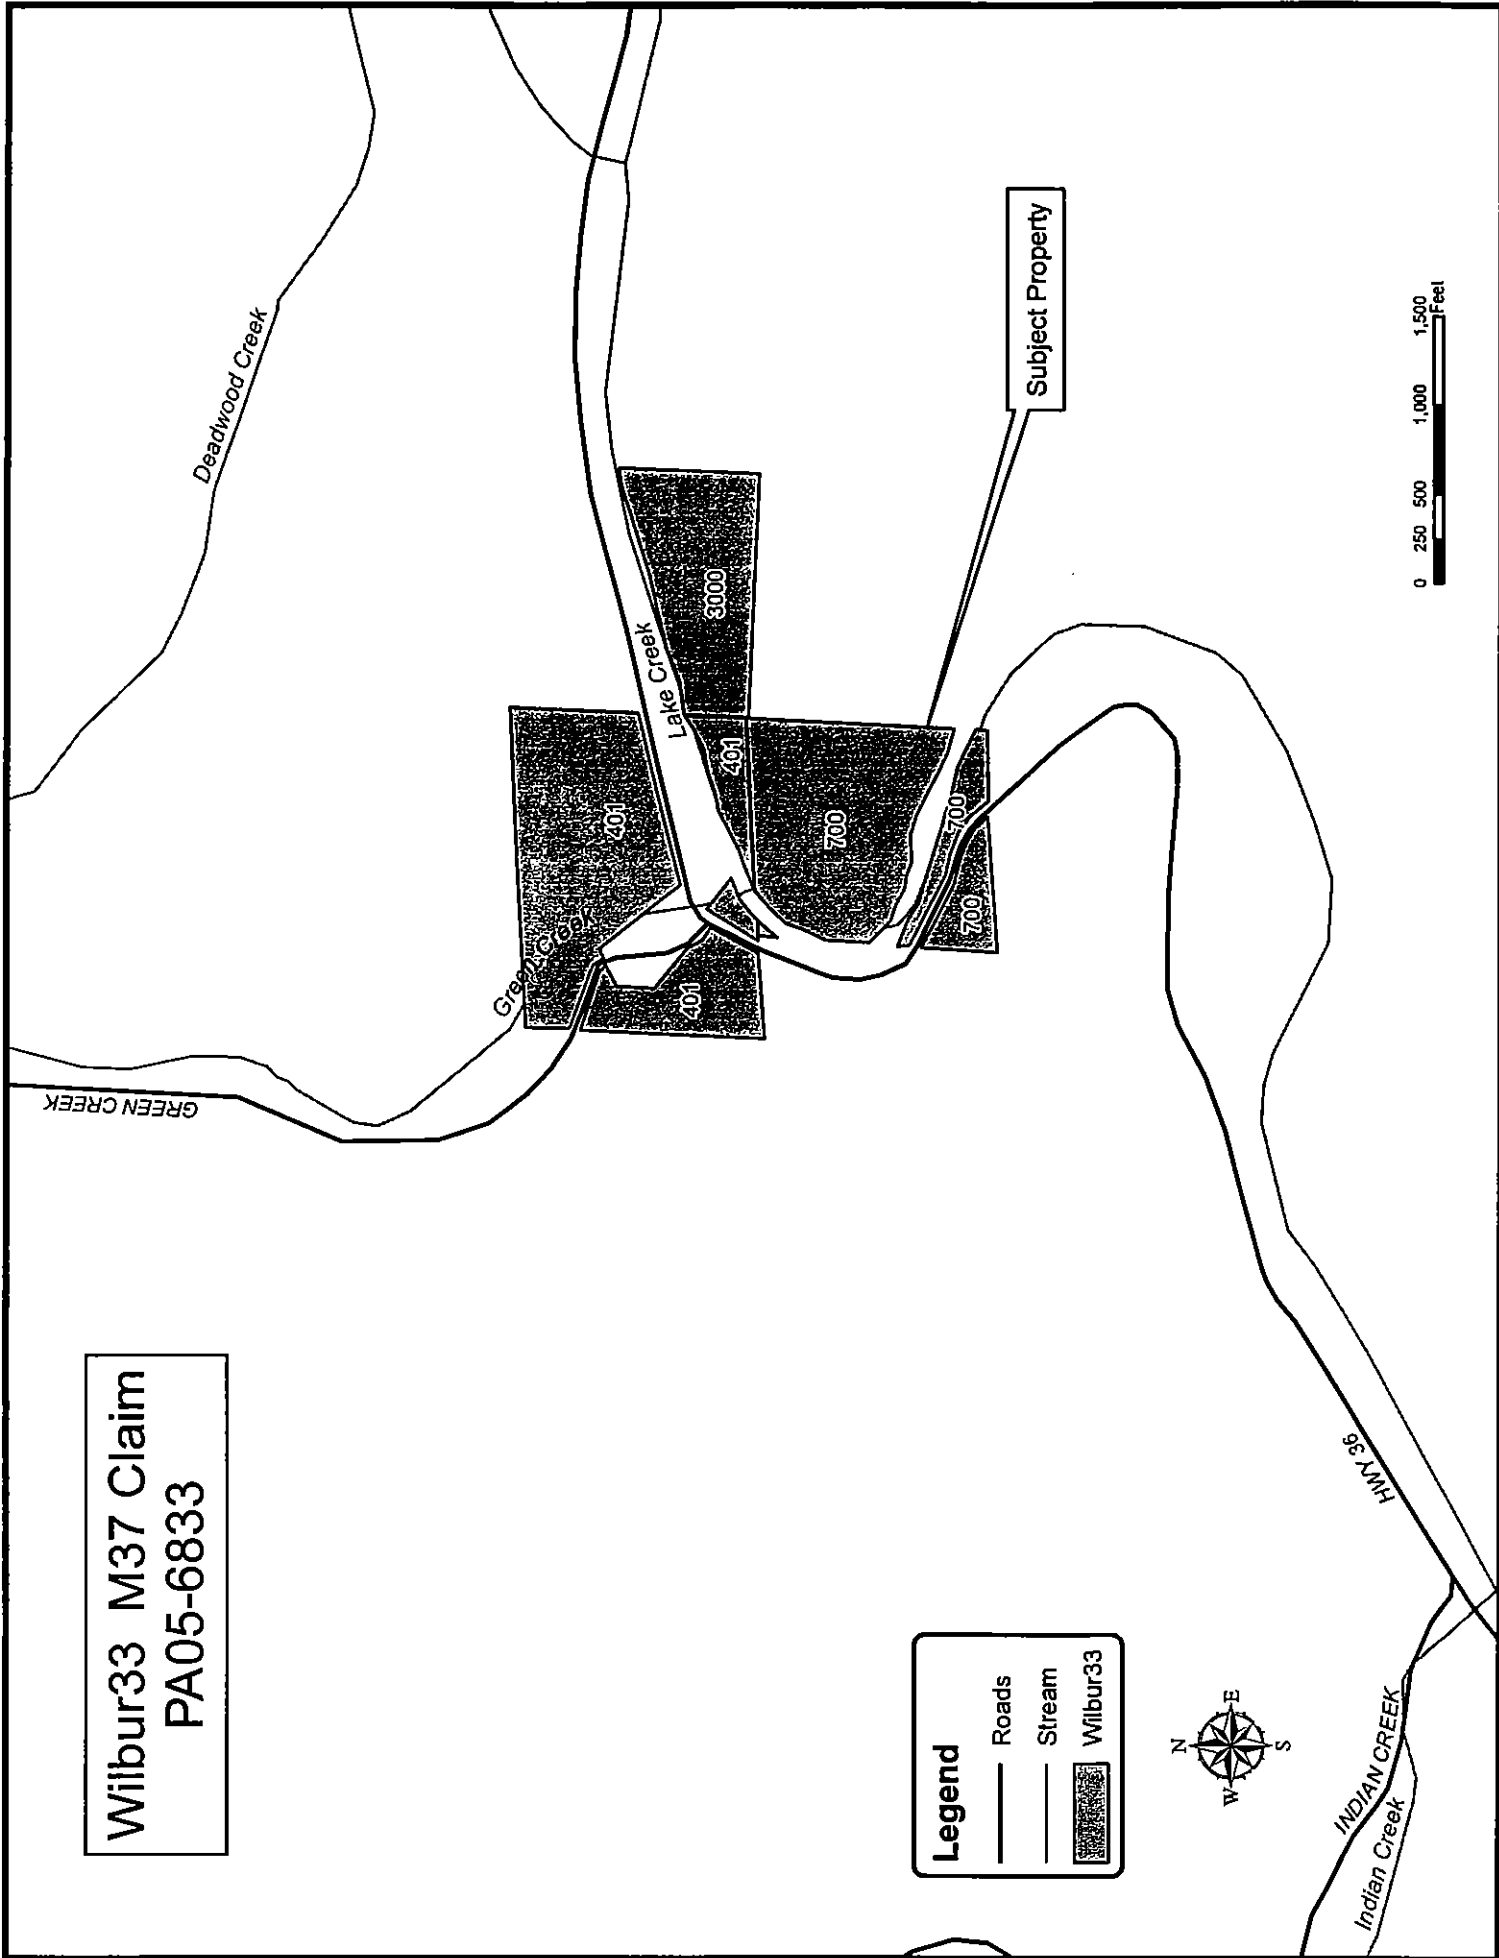 Wilbur33 M37 Claim
PA05-6833
Deadwood Creek
GREEN CREEK
Green Creek
401
401
401
Lake Creek
3000
700
700
700
Subject Property
HWY 36
INDIAN CREEK
Indian Creek
Legend
Roads
Stream
Wilbur33
N
W
E
S
0 250 500 1,000 1,500
Feet